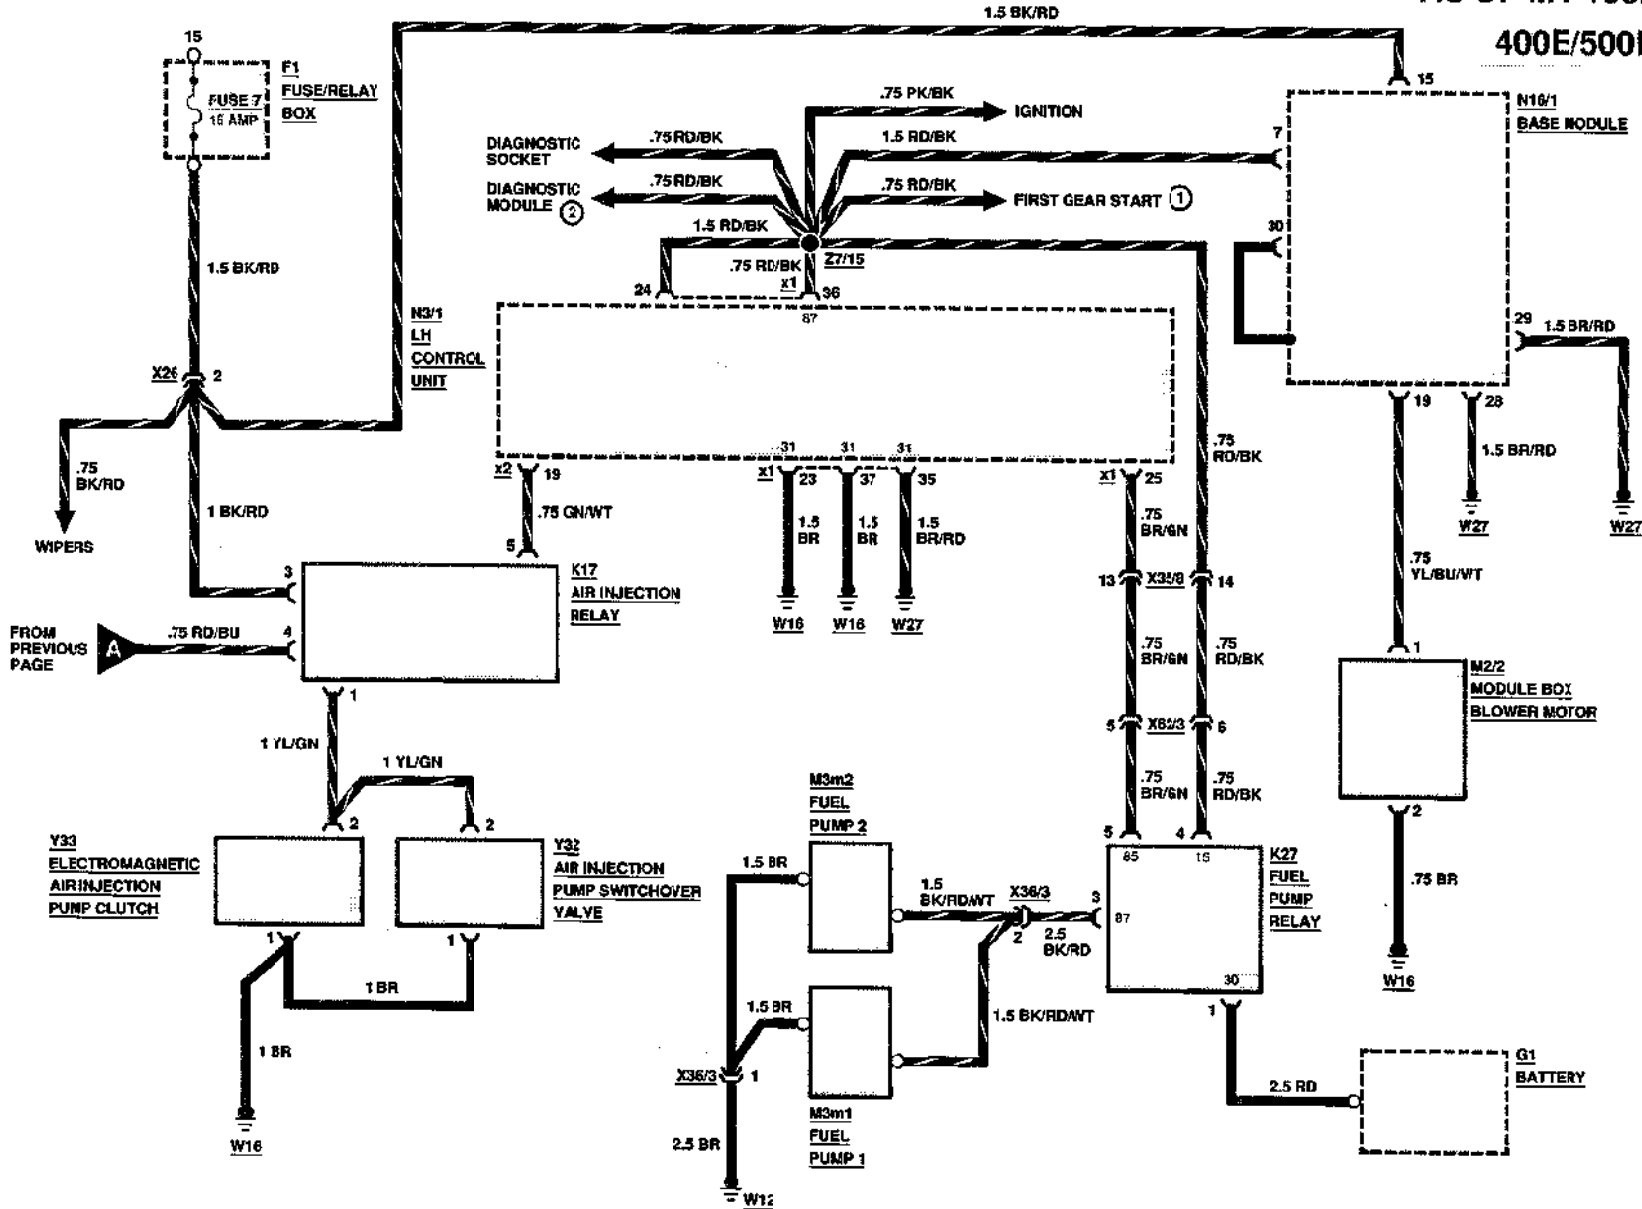 1.5 BK/RD
400E/500
15
F1
FUSE/RELAY
BOX
FUSE 7
16 AMP
15
N16/1
BASE MODULE
.75 PK/BK
IGNITION
7
DIAGNOSTIC
SOCKET
.75 RD/BK
1.5 RD/BK
DIAGNOSTIC
MODULE 2
.75 RD/BK
.75 RD/BK
FIRST GEAR START 1
1.5 RD/BK
30
Z7/15
.75 RD/BK
x1
24
36
87
1.5 BK/RD
N3/1
LH
CONTROL
UNIT
29
1.5 BR/RD
X26
2
19
28
.75
BK/RD
1 BK/RD
WIPERS
31
31
31
x2
19
x1
23
37
35
x1
25
.75
RD/BK
1.5 BR/RD
.75 GN/WT
1.5
BR
1.5
BR
1.5
BR/RD
.75
BR/GN
W27
W27
5
3
K17
AIR INJECTION
RELAY
13
14
.75
YL/BU/WT
W16
W16
W27
FROM
PREVIOUS
PAGE
A
.75 RD/BU
4
.75
BR/GN
.75
RD/BK
1
M2/2
MODULE BOX
BLOWER MOTOR
1
5
6
1 YL/GN
1 YL/GN
.75
BR/GN
.75
RD/BK
M3m2
FUEL
PUMP 2
2
2
2
5
4
85
15
K27
FUEL
PUMP
RELAY
Y33
ELECTROMAGNETIC
AIR INJECTION
PUMP CLUTCH
Y32
AIR INJECTION
PUMP SWITCHOVER
VALVE
1.5 BR
1.5
BK/RD/WT
X36/3
3
87
.75 BR
1
1
2
2.5
BK/RD
30
W16
1 BR
1.5 BR
1.5 BK/RD/WT
1
1 BR
X36/3
1
G1
BATTERY
2.5 RD
M3m1
FUEL
PUMP 1
W16
2.5 BR
W12